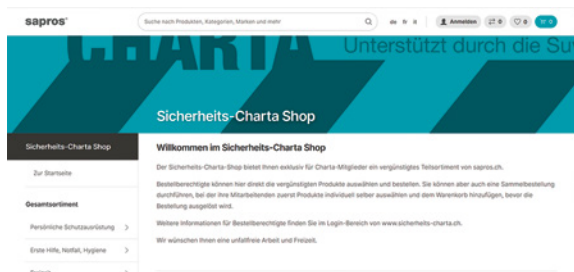 sapros
Suche nach Produkten, Kategorien, Marken und mehr
de fr it
Anmelden
0
0
0
CHARTA
Unterstützt durch die Su
Sicherheits-Charta Shop
Sicherheits-Charta Shop
Zur Startseite
Gesamtsortiment
Persönliche Schutzausrüstung
Erste Hilfe, Notfall, Hygiene
Willkommen im Sicherheits-Charta Shop
Der Sicherheits-Charta-Shop bietet Ihnen exklusiv für Charta-Mitglieder ein vergünstigtes Teilsortiment von sapros.ch.
Bestellberechtigte können hier direkt die vergünstigten Produkte auswählen und bestellen. Sie können aber auch eine Sammelbestellung
durchführen, bei der ihre Mitarbeitenden zuerst Produkte individuell selber auswählen und dem Warenkorb hinzufügen, bevor die
Bestellung ausgelöst wird.
Weitere Informationen für Bestellberechtigte finden Sie im Login-Bereich von www.sicherheits-charta.ch.
Wir wünschen Ihnen eine unfallfreie Arbeit und Freizeit.